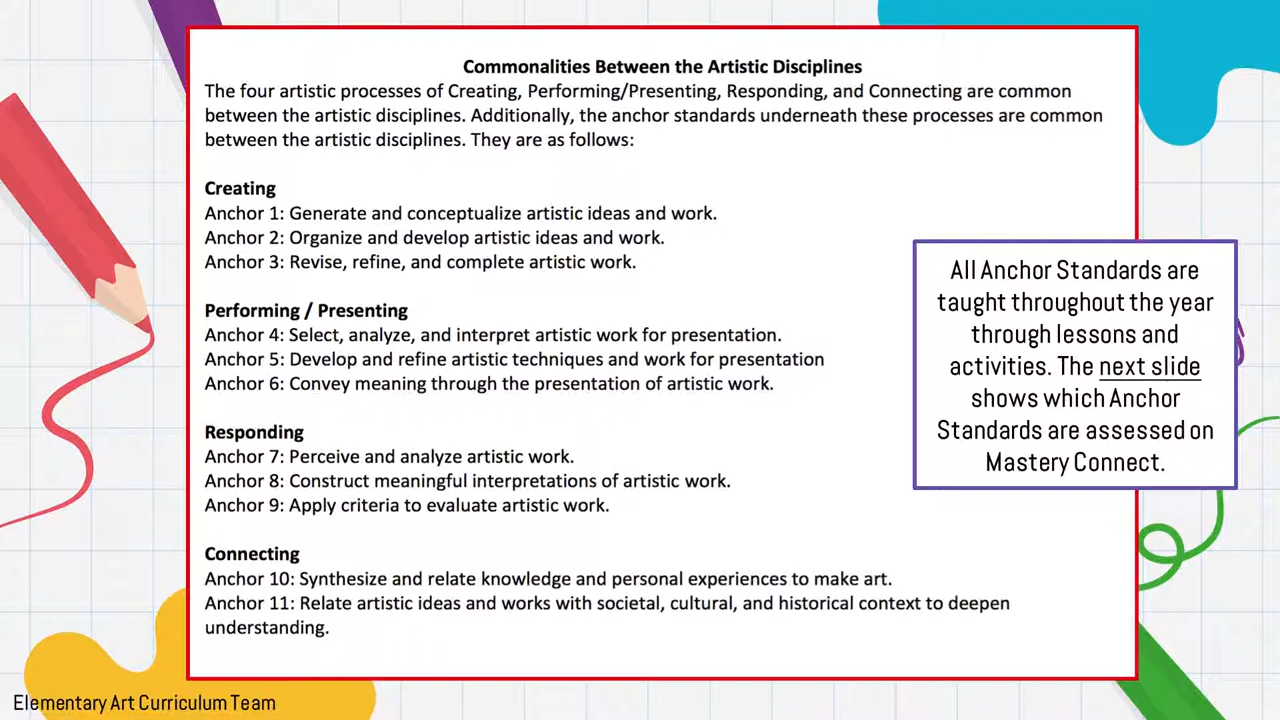 Commonalities Between the Artistic Disciplines
The four artistic processes of Creating, Performing/Presenting, Responding, and Connecting are common
between the artistic disciplines. Additionally, the anchor standards underneath these processes are common
between the artistic disciplines. They are as follows:
Creating
Anchor 1: Generate and conceptualize artistic ideas and work.
Anchor 2: Organize and develop artistic ideas and work.
Anchor 3: Revise, refine, and complete artistic work.
Performing / Presenting
Anchor 4: Select, analyze, and interpret artistic work for presentation.
Anchor 5: Develop and refine artistic techniques and work for presentation
Anchor 6: Convey meaning through the presentation of artistic work.
Responding
Anchor 7: Perceive and analyze artistic work.
Anchor 8: Construct meaningful interpretations of artistic work.
Anchor 9: Apply criteria to evaluate artistic work.
Connecting
Anchor 10: Synthesize and relate knowledge and personal experiences to make art.
Anchor 11: Relate artistic ideas and works with societal, cultural, and historical context to deepen
understanding.
All Anchor Standards are
taught throughout the year
through lessons and
activities. The next slide
shows which Anchor
Standards are assessed on
Mastery Connect.
Elementary Art Curriculum Team